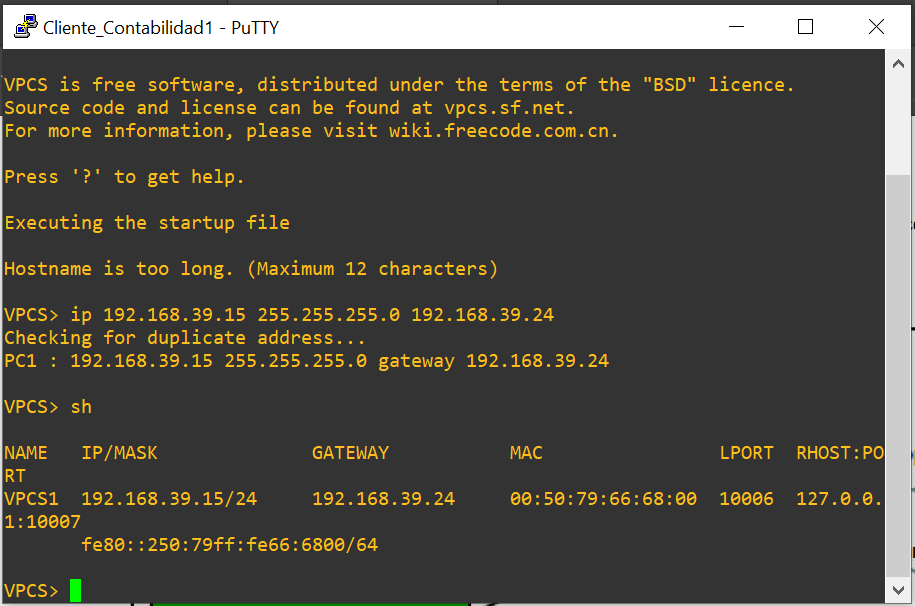 Cliente_Contabilidad1 - PuTTY
VPCS is free software, distributed under the terms of the "BSD" licence.
Source code and license can be found at vpcs.sf.net.
For more information, please visit wiki.freecode.com.cn.
Press '?' to get help.
Executing the startup file
Hostname is too long. (Maximum 12 characters)
VPCS> ip 192.168.39.15 255.255.255.0 192.168.39.24
Checking for duplicate address...
PC1 : 192.168.39.15 255.255.255.0 gateway 192.168.39.24
VPCS> sh
NAME   IP/MASK              GATEWAY           MAC                LPORT  RHOST:PO
RT
VPCS1  192.168.39.15/24     192.168.39.24     00:50:79:66:68:00  10006  127.0.0.
1:10007
       fe80::250:79ff:fe66:6800/64
VPCS>